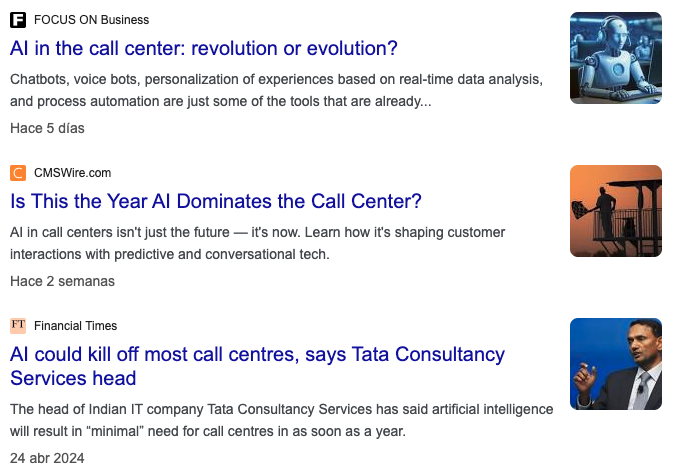 F FOCUS ON Business
AI in the call center: revolution or evolution?
Chatbots, voice bots, personalization of experiences based on real-time data analysis,
and process automation are just some of the tools that are already...
Hace 5 días
C CMSWire.com
Is This the Year AI Dominates the Call Center?
AI in call centers isn't just the future — it's now. Learn how it's shaping customer
interactions with predictive and conversational tech.
Hace 2 semanas
FT Financial Times
AI could kill off most call centres, says Tata Consultancy
Services head
The head of Indian IT company Tata Consultancy Services has said artificial intelligence
will result in “minimal” need for call centres in as soon as a year.
24 abr 2024